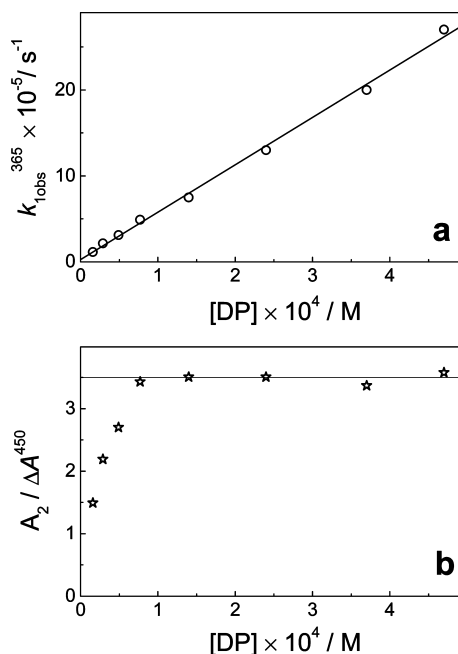 k₁obs³⁶⁵ × 10⁻⁵/ s⁻¹
20
10
0
a
0 1 2 3 4
[DP] × 10⁴ / M
A₂ / ΔA⁴⁵⁰
3
2
1
0
b
0 1 2 3 4
[DP] × 10⁴ / M